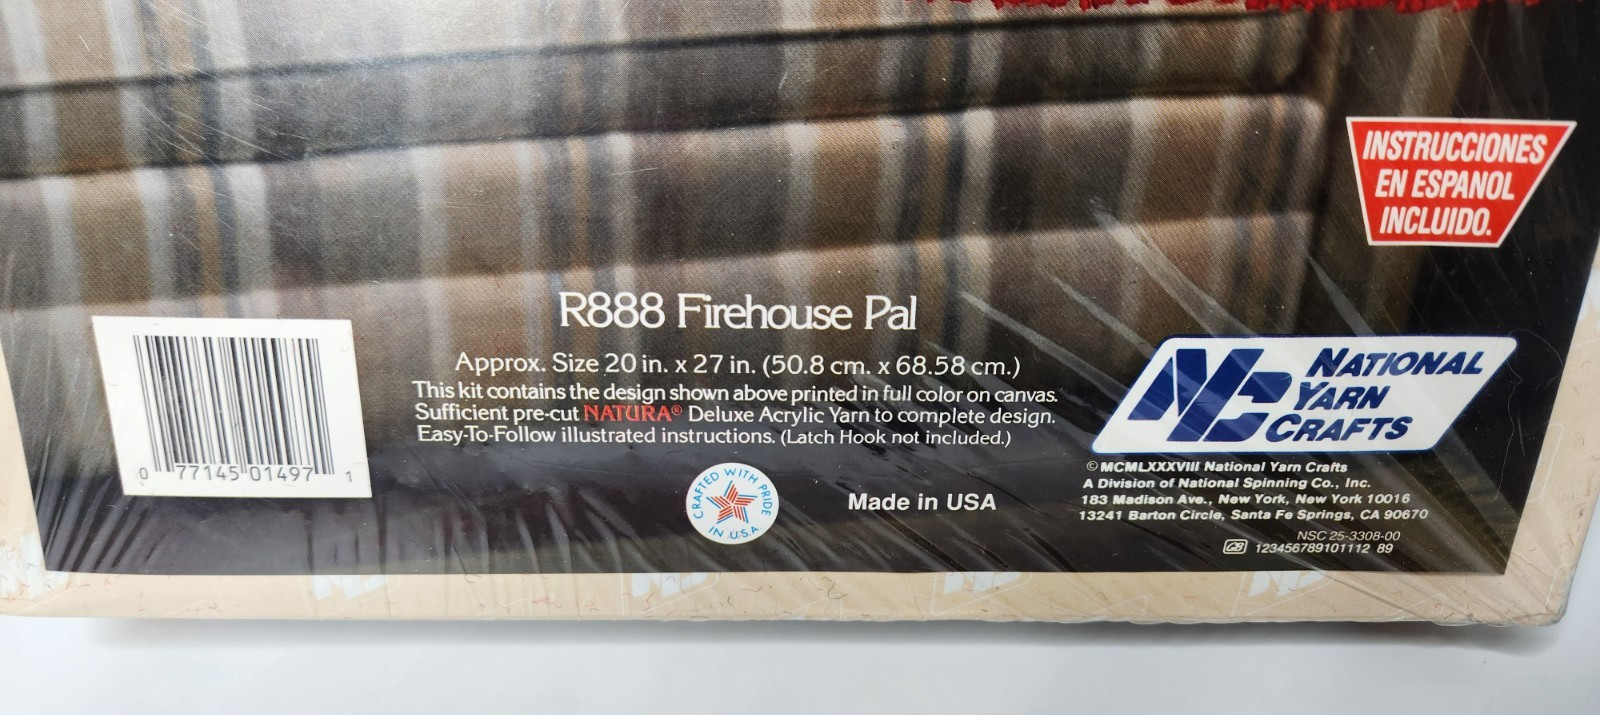 INSTRUCCIONES
EN ESPANOL
INCLUIDO.
R888 Firehouse Pal
Approx. Size 20 in. x 27 in. (50.8 cm. x 68.58 cm.)
This kit contains the design shown above printed in full color on canvas.
Sufficient pre-cut NATURA® Deluxe Acrylic Yarn to complete design.
Easy-To-Follow illustrated instructions. (Latch Hook not included.)
0 77145 01497 1
CRAFTED WITH PRIDE
IN U.S.A.
Made in USA
NYC NATIONAL
YARN
CRAFTS
© MCMLXXXVIII National Yarn Crafts
A Division of National Spinning Co., Inc.
183 Madison Ave., New York, New York 10016
13241 Barton Circle, Santa Fe Springs, CA 90670
NSC 25-3308-00
GB 123456789101112 89